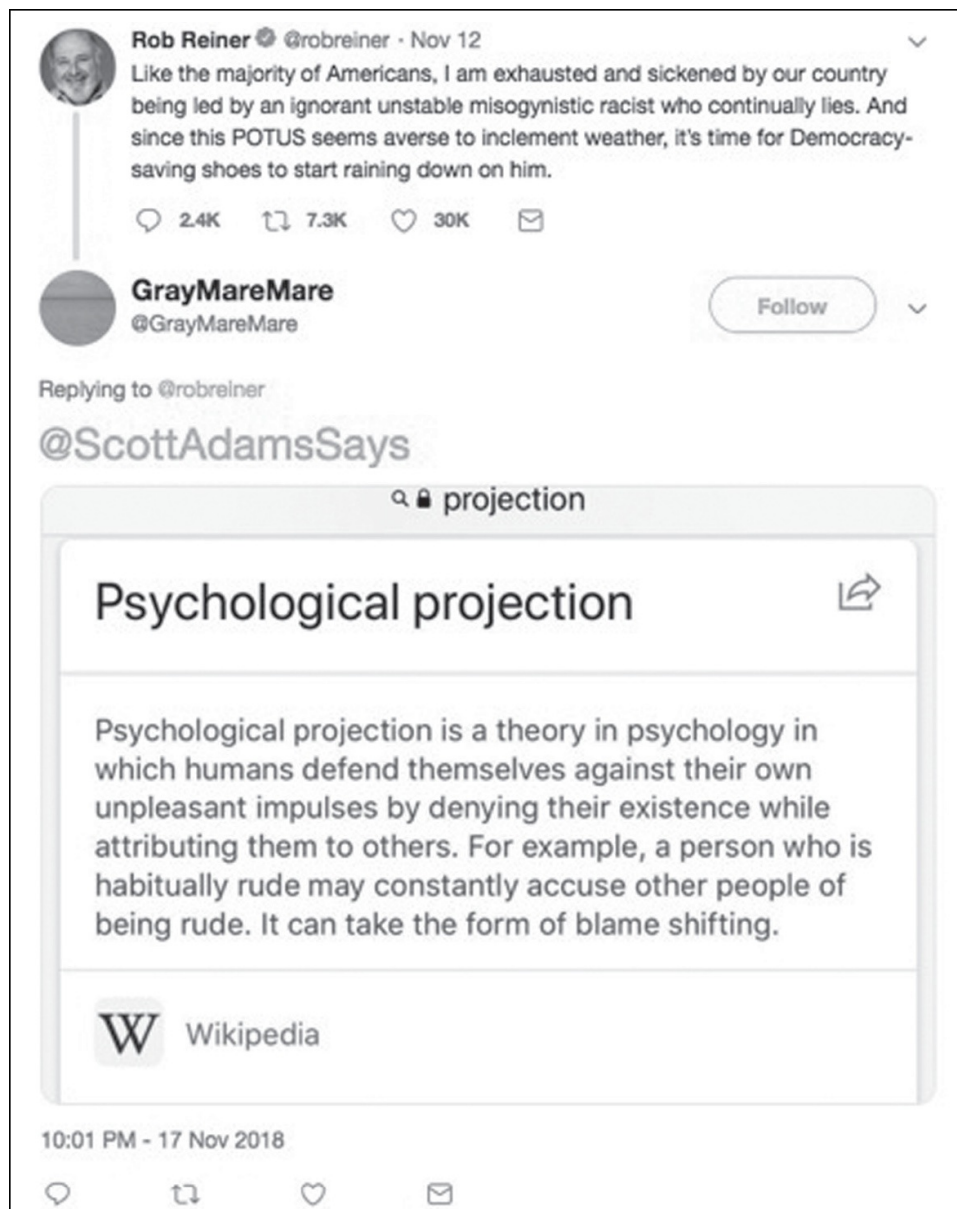 Rob Reiner @robreiner · Nov 12
Like the majority of Americans, I am exhausted and sickened by our country
being led by an ignorant unstable misogynistic racist who continually lies. And
since this POTUS seems averse to inclement weather, it's time for Democracy-
saving shoes to start raining down on him.
2.4K 7.3K 30K
GrayMareMare
@GrayMareMare
Follow
Replying to @robreiner
@ScottAdamsSays
projection
Psychological projection
Psychological projection is a theory in psychology in
which humans defend themselves against their own
unpleasant impulses by denying their existence while
attributing them to others. For example, a person who is
habitually rude may constantly accuse other people of
being rude. It can take the form of blame shifting.
W Wikipedia
10:01 PM - 17 Nov 2018